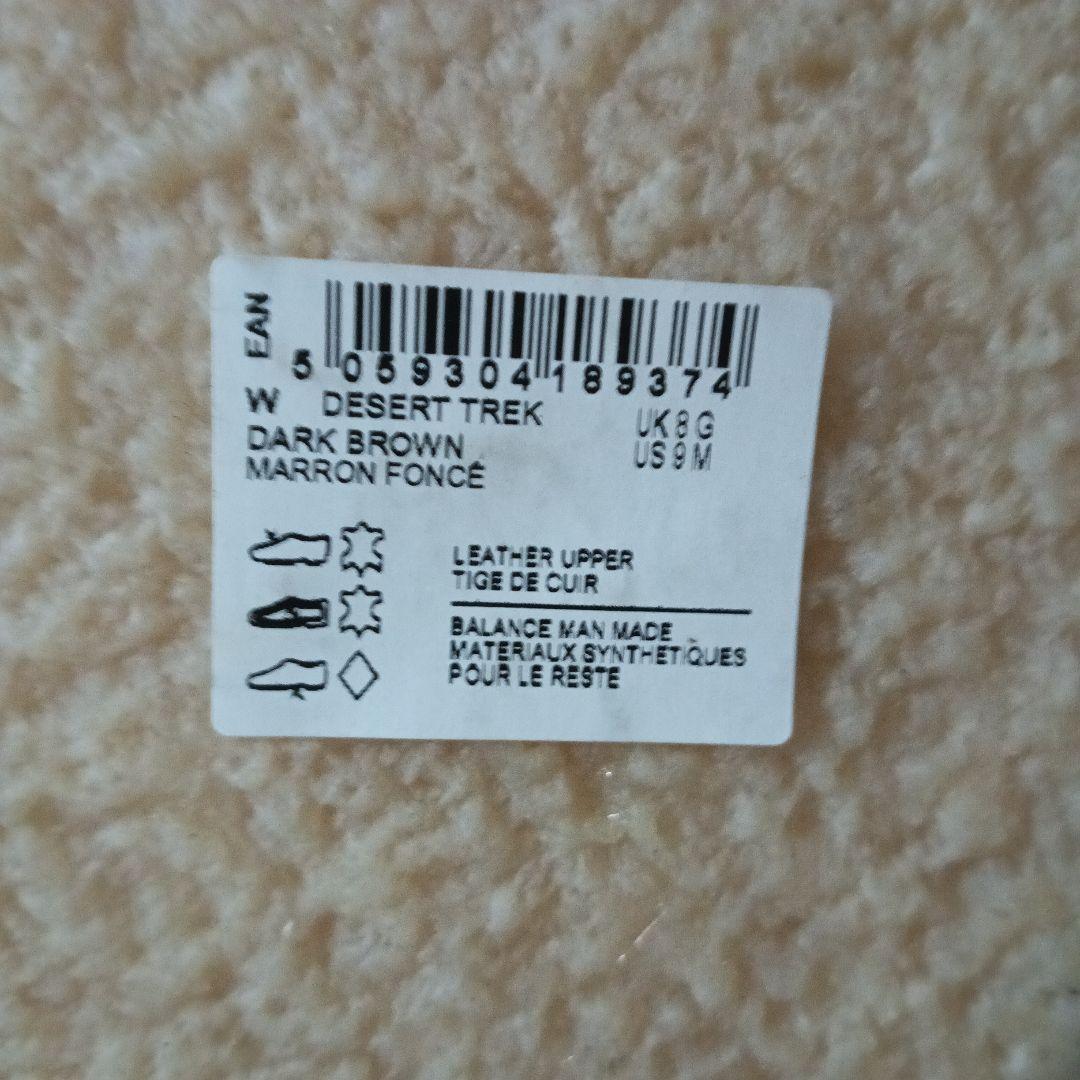 EAN
5 059304 189374
W DESERT TREK
UK 8 G
DARK BROWN
US 9 M
MARRON FONCÉ
LEATHER UPPER
TIGE DE CUIR
BALANCE MAN MADE
MATERIAUX SYNTHETIQUES
POUR LE RESTE